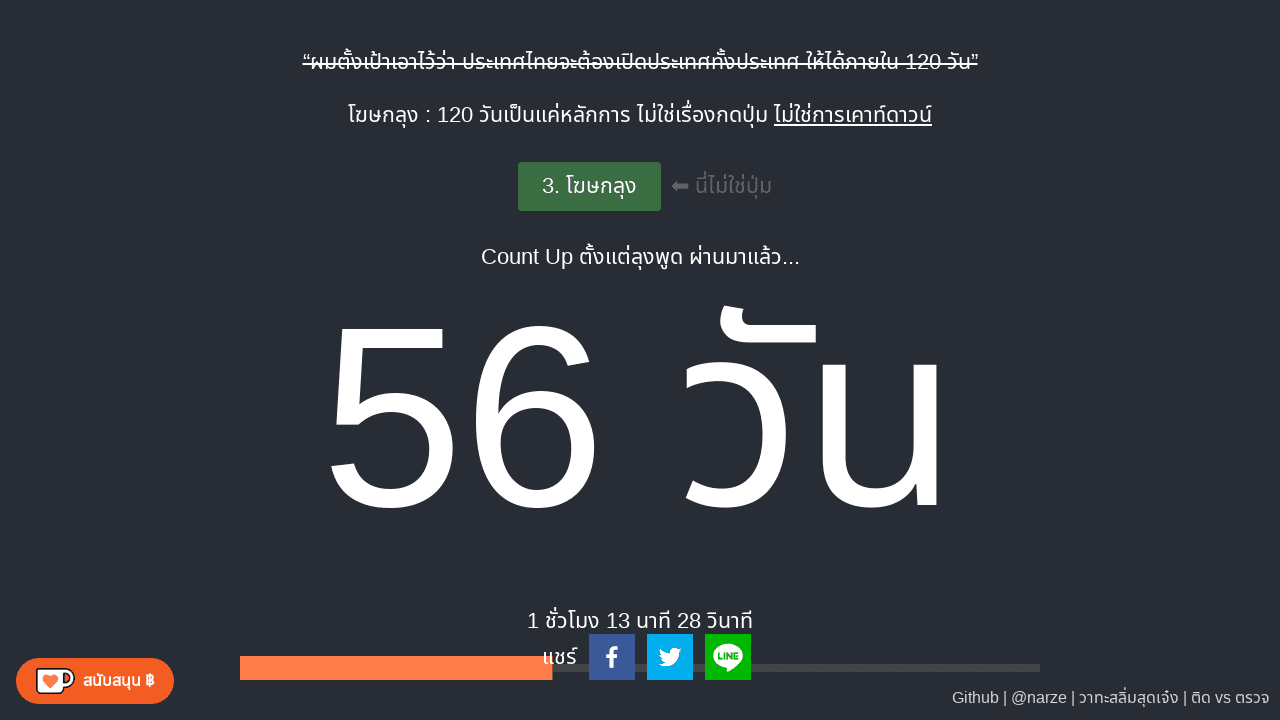 “ผมตั้งเป้าเอาไว้ว่า ประเทศไทยจะต้องเปิดประเทศทั้งประเทศ ให้ได้ภายใน 120 วัน”
โฆษกลุง : 120 วันเป็นแค่หลักการ ไม่ใช่เรื่องกดปุ่ม ไม่ใช่การเคาท์ดาวน์
3. โฆษกลุง ⬅ นี่ไม่ใช่ปุ่ม
Count Up ตั้งแต่ลุงพูด ผ่านมาแล้ว...
56 วัน
1 ชั่วโมง 13 นาที 28 วินาที
แชร์ LINE
สนับสนุน ฿
Github | @narze | วาทะสลิ่มสุดเจ๋ง | ติด vs ตรวจ